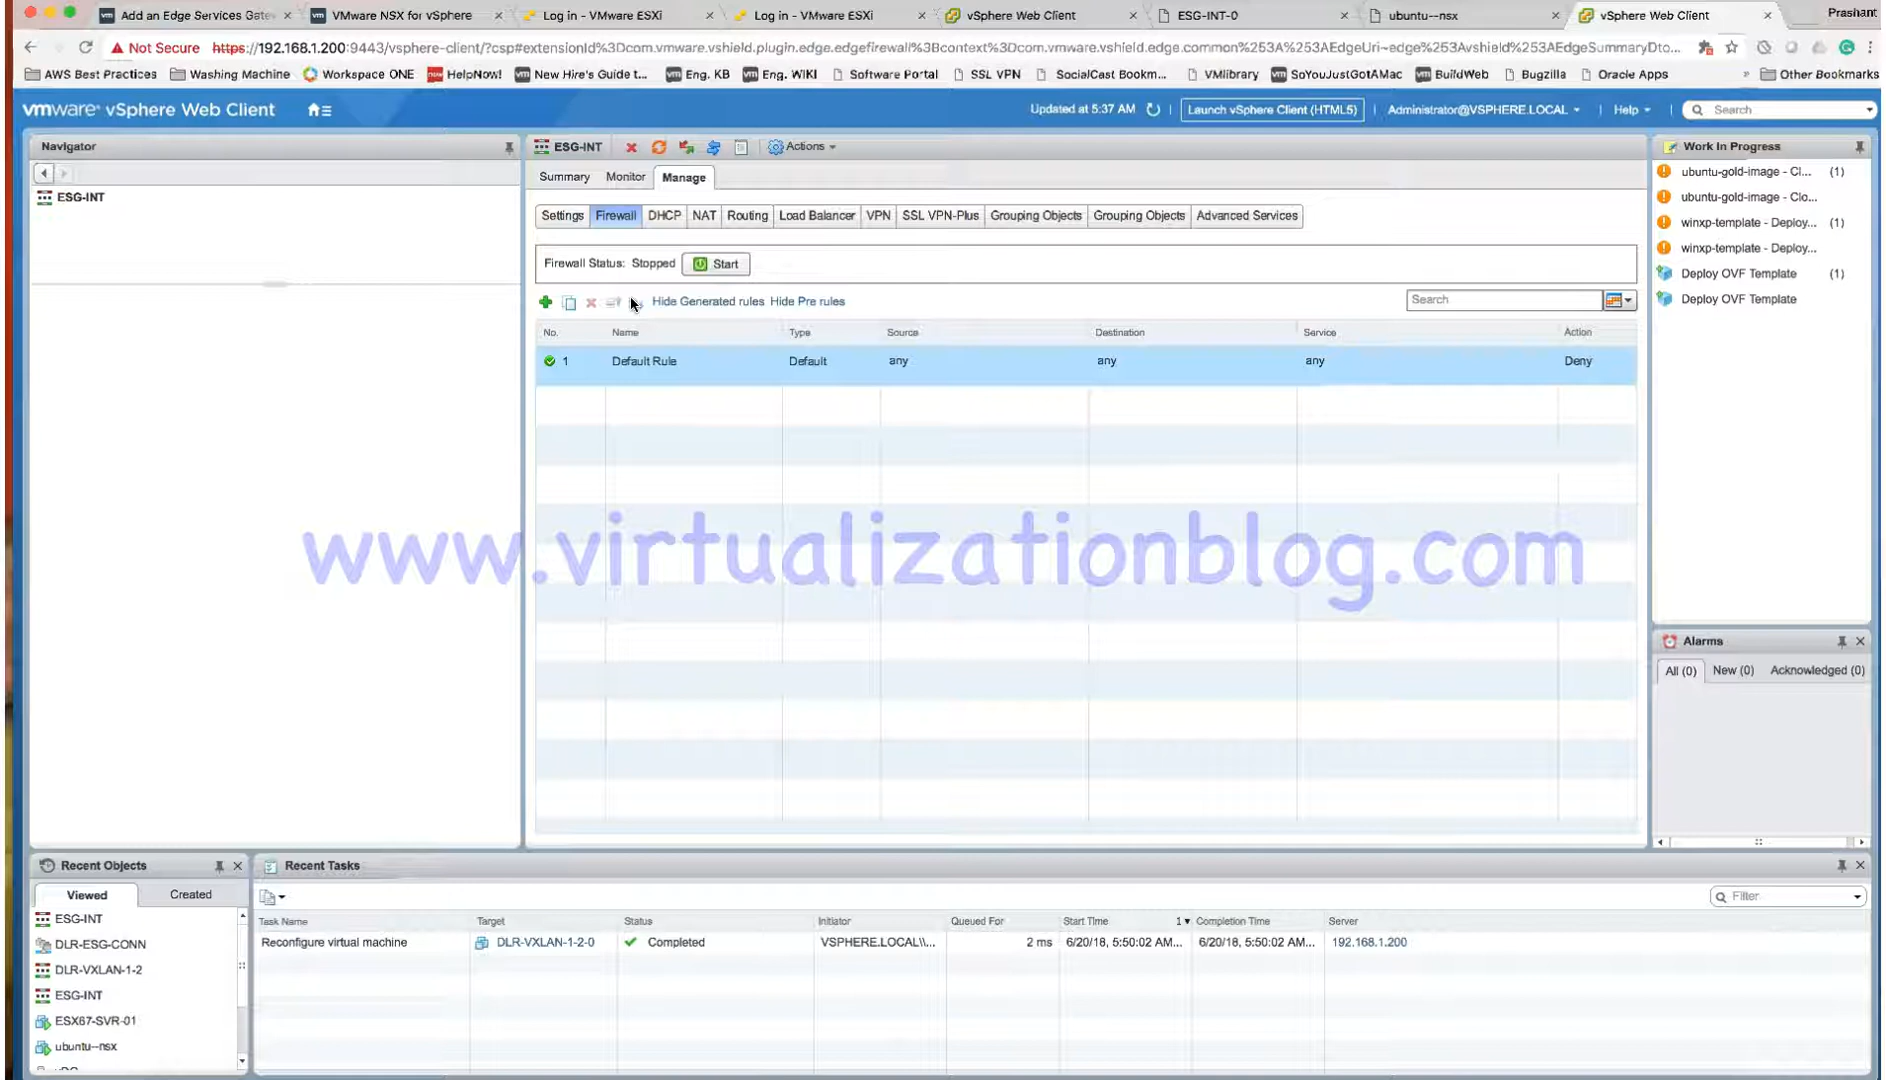 Add an Edge Services Gate
VMware NSX for vSphere
Log in - VMware ESXi
Log in - VMware ESXi
vSphere Web Client
ESG-INT-0
ubuntu--nsx
vSphere Web Client
Prashant
Not Secure
https://192.168.1.200:9443/vsphere-client/?csp#extensionId%3Dcom.vmware.vshield.plugin.edge.edgefirewall%3Bcontext%3Dcom.vmware.vshield.edge.common%253A%253AEdgeUri~edge%253Avshield%253AEdgeSummaryDto...
AWS Best Practices
Washing Machine
Workspace ONE
HelpNow!
New Hire's Guide t...
Eng. KB
Eng. WIKI
Software Portal
SSL VPN
SocialCast Bookm...
VMlibrary
SoYouJustGotAMac
BuildWeb
Bugzilla
Oracle Apps
»
Other Bookmarks
vmware® vSphere Web Client
Updated at 5:37 AM
Launch vSphere Client (HTML5)
Administrator@VSPHERE.LOCAL
Help
Search
Navigator
ESG-INT
ESG-INT
Actions
Summary
Monitor
Manage
Settings
Firewall
DHCP
NAT
Routing
Load Balancer
VPN
SSL VPN-Plus
Grouping Objects
Grouping Objects
Advanced Services
Firewall Status: Stopped
Start
Hide Generated rules
Hide Pre rules
Search
No.
Name
Type
Source
Destination
Service
Action
1
Default Rule
Default
any
any
any
Deny
www.virtualizationblog.com
Work In Progress
ubuntu-gold-image - Cl... (1)
ubuntu-gold-image - Clo...
winxp-template - Deploy... (1)
winxp-template - Deploy...
Deploy OVF Template (1)
Deploy OVF Template
Alarms
All (0)
New (0)
Acknowledged (0)
Recent Objects
Viewed
Created
ESG-INT
DLR-ESG-CONN
DLR-VXLAN-1-2
ESG-INT
ESX67-SVR-01
ubuntu--nsx
Recent Tasks
Filter
Task Name
Target
Status
Initiator
Queued For
Start Time
1
Completion Time
Server
Reconfigure virtual machine
DLR-VXLAN-1-2-0
Completed
VSPHERE.LOCAL\\...
2 ms
6/20/18, 5:50:02 AM...
6/20/18, 5:50:02 AM...
192.168.1.200